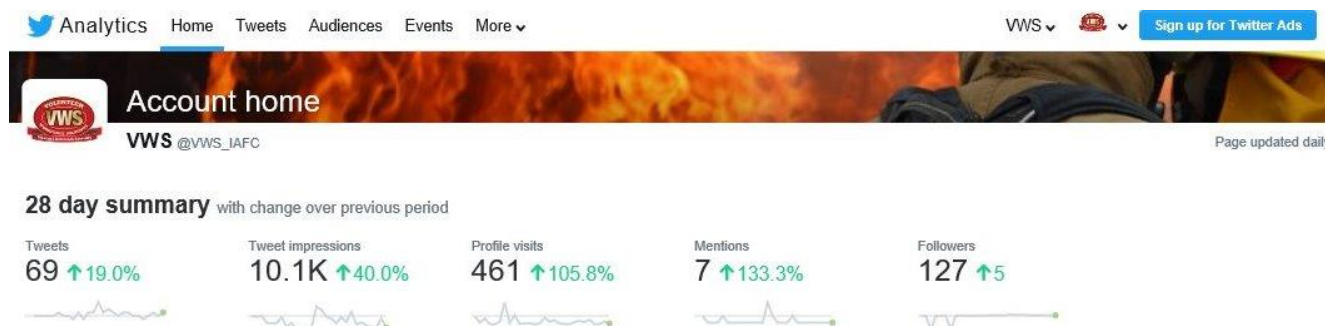 Analytics Home Tweets Audiences Events More VWS Sign up for Twitter Ads
VOLUNTEER
VWS
Account home
VWS @VWS_IAFC Page updated daily
28 day summary with change over previous period
Tweets Tweet impressions Profile visits Mentions Followers
69 ↑19.0% 10.1K ↑40.0% 461 ↑105.8% 7 ↑133.3% 127 ↑5